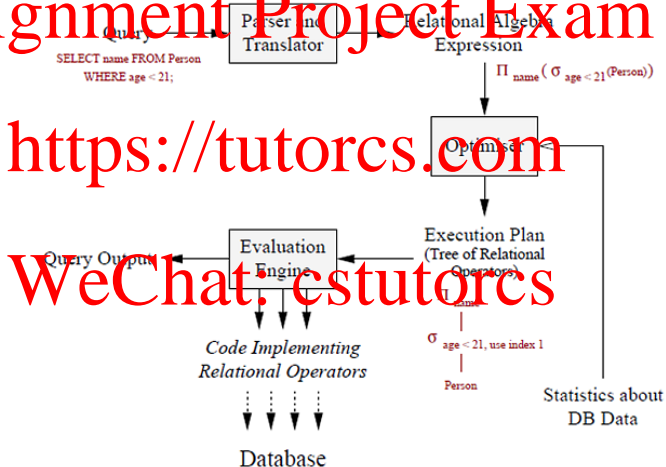 ignment Project Exam
Query
Parser and
Translator
Relational Algebra
Expression
SELECT name FROM Person
WHERE age < 21;
Π name ( σ age < 21 (Person))
https://tutorcs.com
Optimiser
Execution Plan
(Tree of Relational
Operators)
Query Output
Evaluation
Engine
WeChat: cstutorcs
Π name
σ age < 21, use index 1
Person
Code Implementing
Relational Operators
Statistics about
DB Data
Database